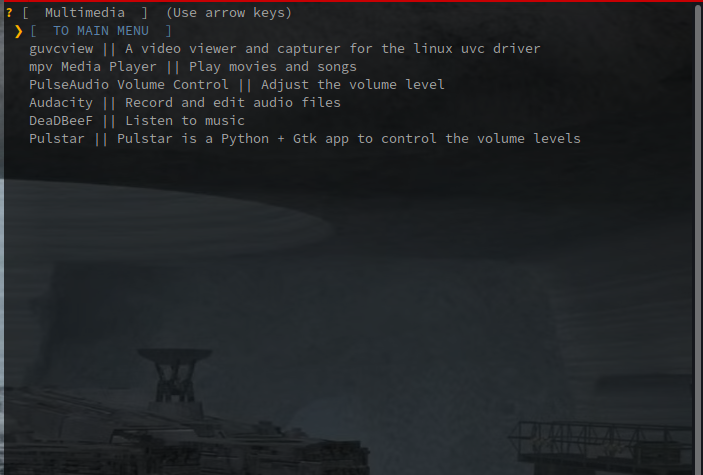 ? [  Multimedia  ]  (Use arrow keys)
❯ [  TO MAIN MENU  ]
guvcview || A video viewer and capturer for the linux uvc driver
mpv Media Player || Play movies and songs
PulseAudio Volume Control || Adjust the volume level
Audacity || Record and edit audio files
DeaDBeeF || Listen to music
Pulstar || Pulstar is a Python + Gtk app to control the volume levels